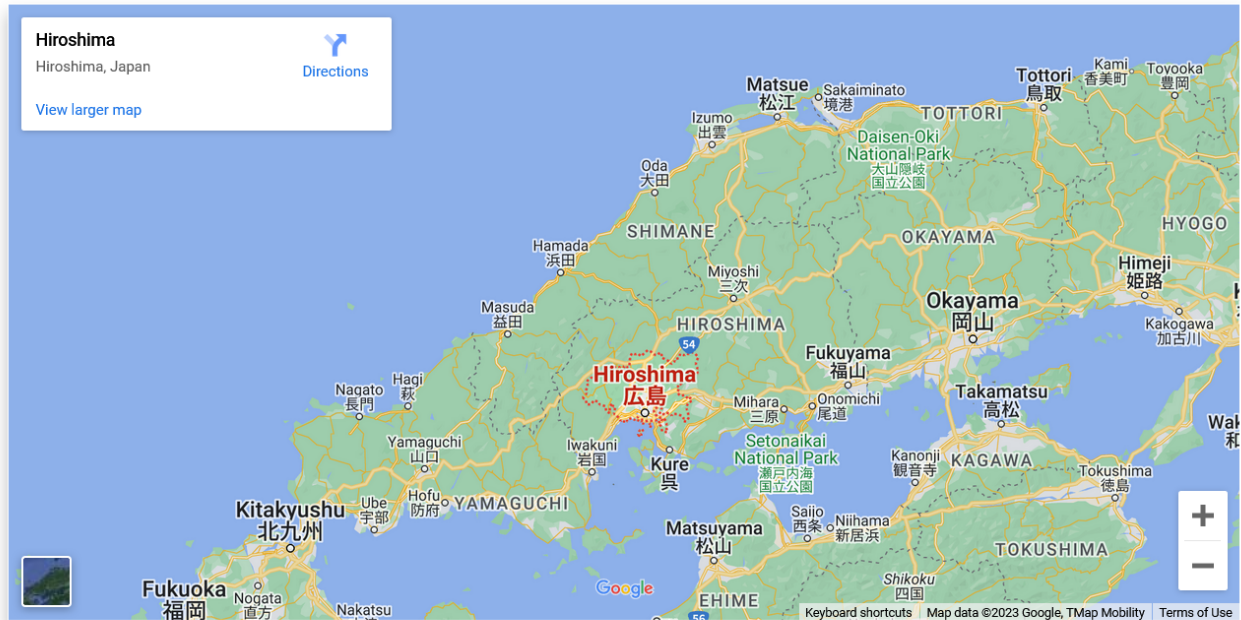 Hiroshima
Hiroshima, Japan
Directions
View larger map
Matsue
松江
Sakaiminato
境港
Tottori
鳥取
Kami
香美町
Toyooka
豊岡
Izumo
出雲
TOTTORI
Daisen-Oki
National Park
大山隠岐
国立公園
Oda
大田
SHIMANE
OKAYAMA
HYOGO
Hamada
浜田
Miyoshi
三次
Himeji
姫路
Masuda
益田
Okayama
岡山
HIROSHIMA
Kakogawa
加古川
54
Fukuyama
福山
Hiroshima
広島
Nagato
長門
Hagi
萩
Mihara
三原
Onomichi
尾道
Takamatsu
高松
Yamaguchi
山口
Iwakuni
岩国
Kure
呉
Setonaikai
National Park
瀬戸内海
国立公園
Kanonji
観音寺
KAGAWA
Wak
和
Tokushima
徳島
Kitakyushu
北九州
Ube
宇部
Hofu
防府
YAMAGUCHI
Matsuyama
松山
Saijo
西条
Niihama
新居浜
TOKUSHIMA
Fukuoka
福岡
Nogata
直方
Nakatsu
Google
EHIME
56
Shikoku
四国
Keyboard shortcuts
Map data ©2023 Google, TMap Mobility
Terms of Use